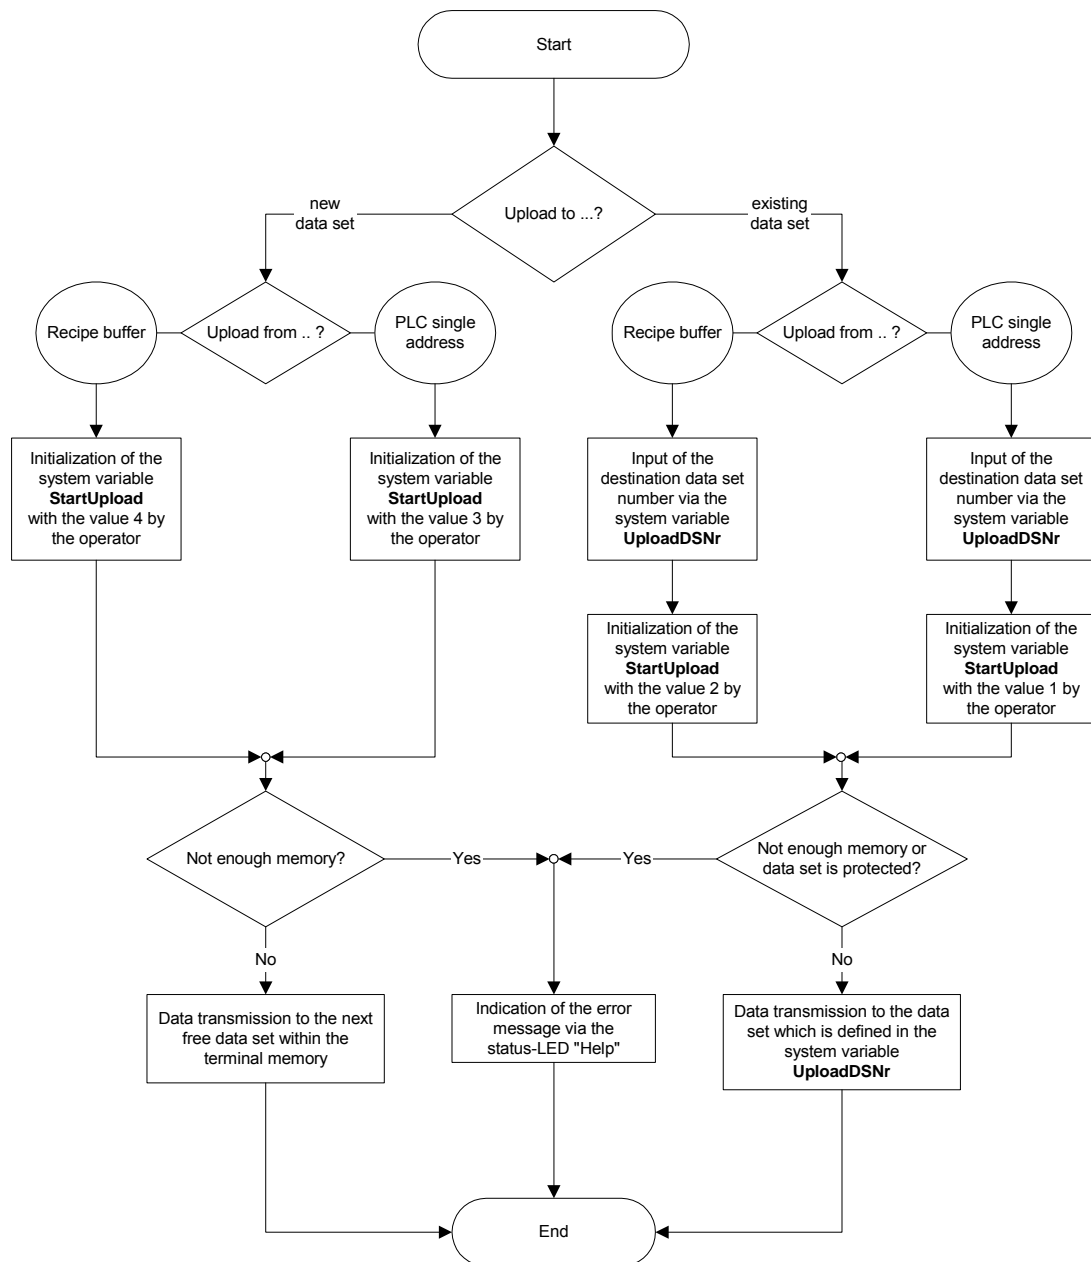 Start
Upload to ...?
new
data set
existing
data set
Recipe buffer
Upload from .. ?
PLC single
address
Recipe buffer
Upload from .. ?
PLC single
address
Initialization of the
system variable
StartUpload
with the value 4 by
the operator
Initialization of the
system variable
StartUpload
with the value 3 by
the operator
Input of the
destination data set
number via the
system variable
UploadDSNr
Input of the
destination data set
number via the
system variable
UploadDSNr
Initialization of the
system variable
StartUpload
with the value 2 by
the operator
Initialization of the
system variable
StartUpload
with the value 1 by
the operator
Not enough memory?
Yes
Yes
Not enough memory or
data set is protected?
No
No
Data transmission to the next
free data set within the
terminal memory
Indication of the error
message via the
status-LED "Help"
Data transmission to the data
set which is defined in the
system variable
UploadDSNr
End